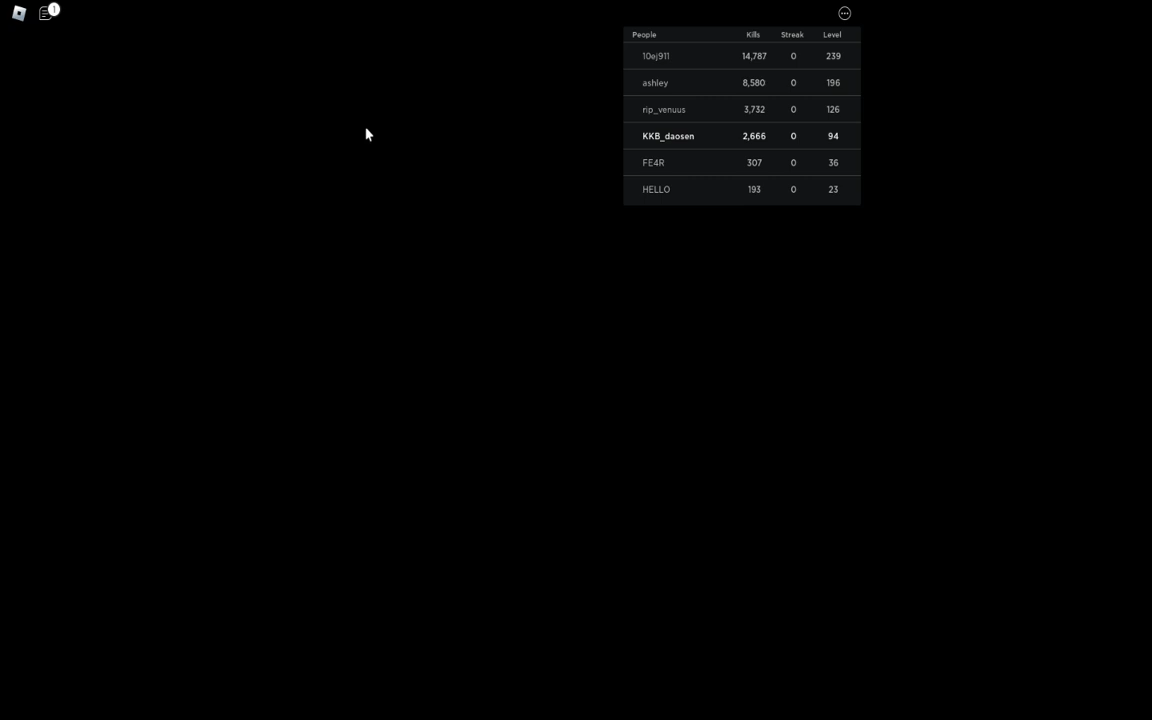 1
People Kills Streak Level
10ej911 14,787 0 239
ashley 8,580 0 196
rip_venuus 3,732 0 126
KKB_daosen 2,666 0 94
FE4R 307 0 36
HELLO 193 0 23